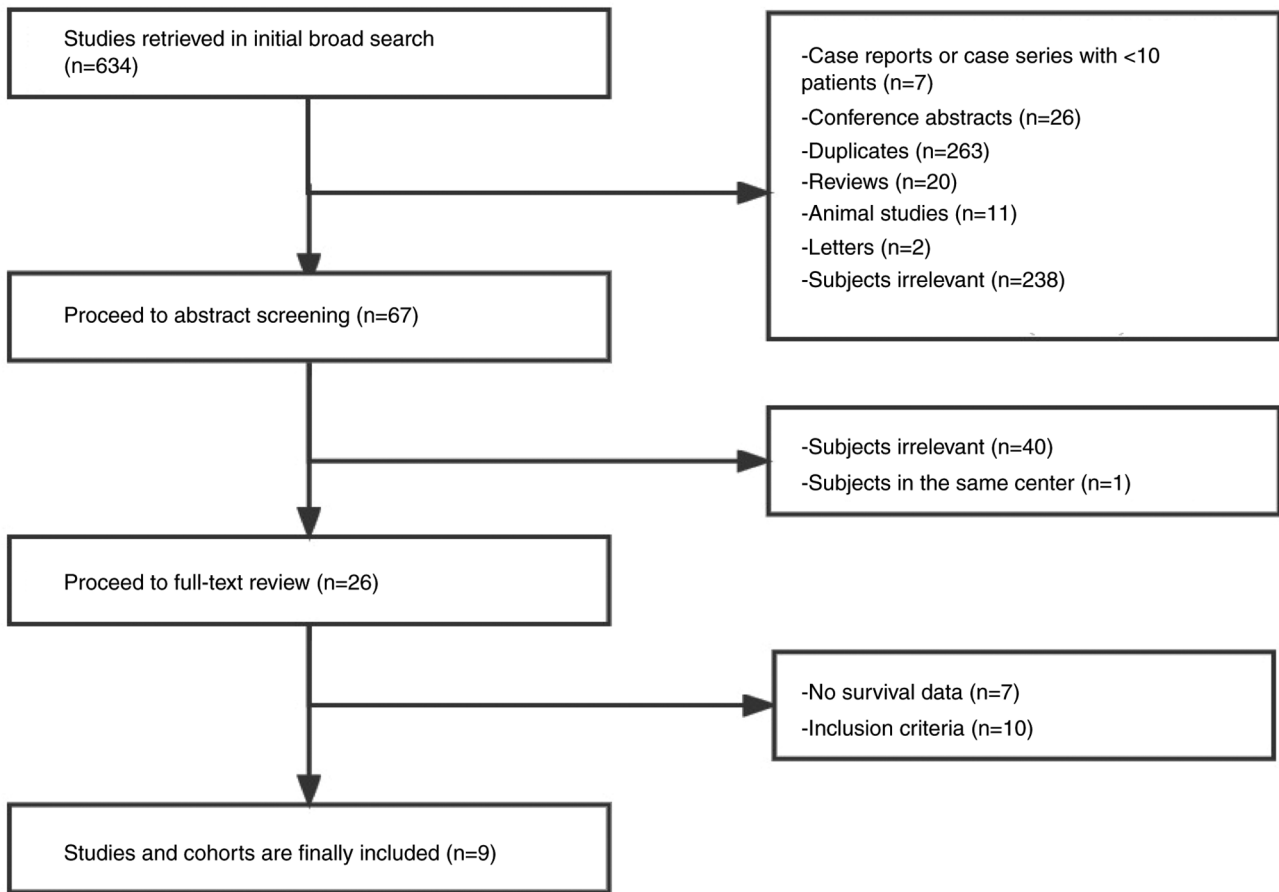 Studies retrieved in initial broad search
(n=634)
-Case reports or case series with <10
patients (n=7)
-Conference abstracts (n=26)
-Duplicates (n=263)
-Reviews (n=20)
-Animal studies (n=11)
-Letters (n=2)
-Subjects irrelevant (n=238)
Proceed to abstract screening (n=67)
-Subjects irrelevant (n=40)
-Subjects in the same center (n=1)
Proceed to full-text review (n=26)
-No survival data (n=7)
-Inclusion criteria (n=10)
Studies and cohorts are finally included (n=9)